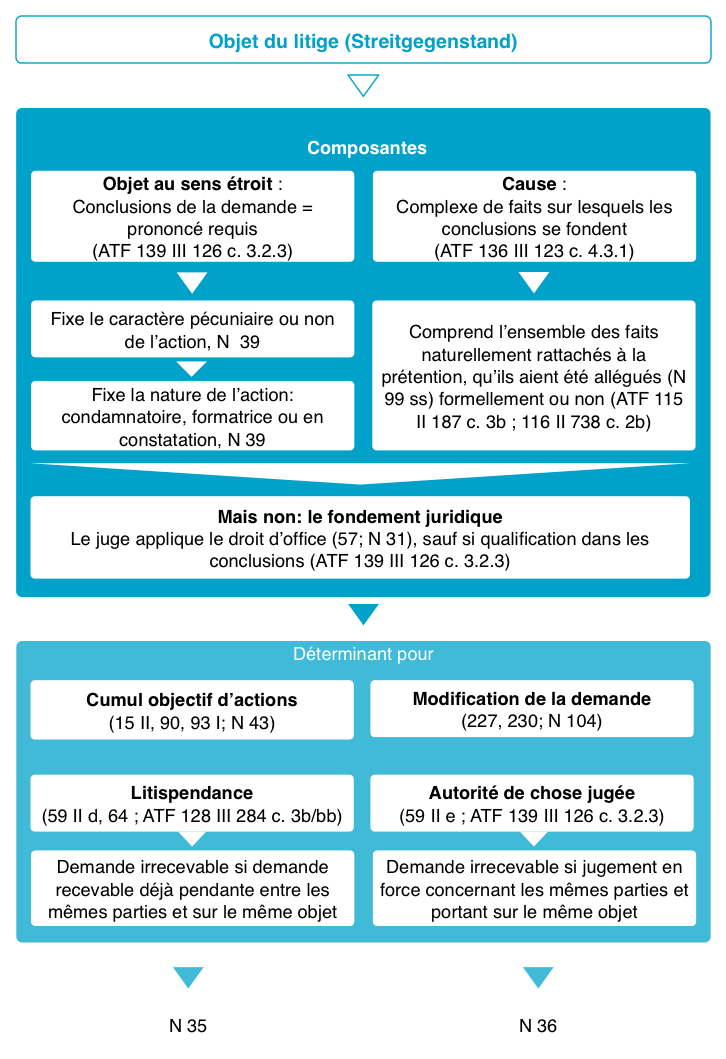 Objet du litige (Streitgegenstand)
Composantes
Objet au sens étroit :
Conclusions de la demande =
prononcé requis
(ATF 139 III 126 c. 3.2.3)
Cause :
Complexe de faits sur lesquels les
conclusions se fondent
(ATF 136 III 123 c. 4.3.1)
Fixe le caractère pécuniaire ou non
de l'action, N 39
Fixe la nature de l'action:
condamnatoire, formatrice ou en
constatation, N 39
Comprend l'ensemble des faits
naturellement rattachés à la
prétention, qu'ils aient été allégués (N
99 ss) formellement ou non (ATF 115
II 187 c. 3b ; 116 II 738 c. 2b)
Mais non: le fondement juridique
Le juge applique le droit d'office (57; N 31), sauf si qualification dans les
conclusions (ATF 139 III 126 c. 3.2.3)
Déterminant pour
Cumul objectif d'actions
(15 II, 90, 93 I; N 43)
Modification de la demande
(227, 230; N 104)
Litispendance
(59 II d, 64 ; ATF 128 III 284 c. 3b/bb)
Autorité de chose jugée
(59 II e ; ATF 139 III 126 c. 3.2.3)
Demande irrecevable si demande
recevable déjà pendante entre les
mêmes parties et sur le même objet
Demande irrecevable si jugement en
force concernant les mêmes parties et
portant sur le même objet
N 35
N 36